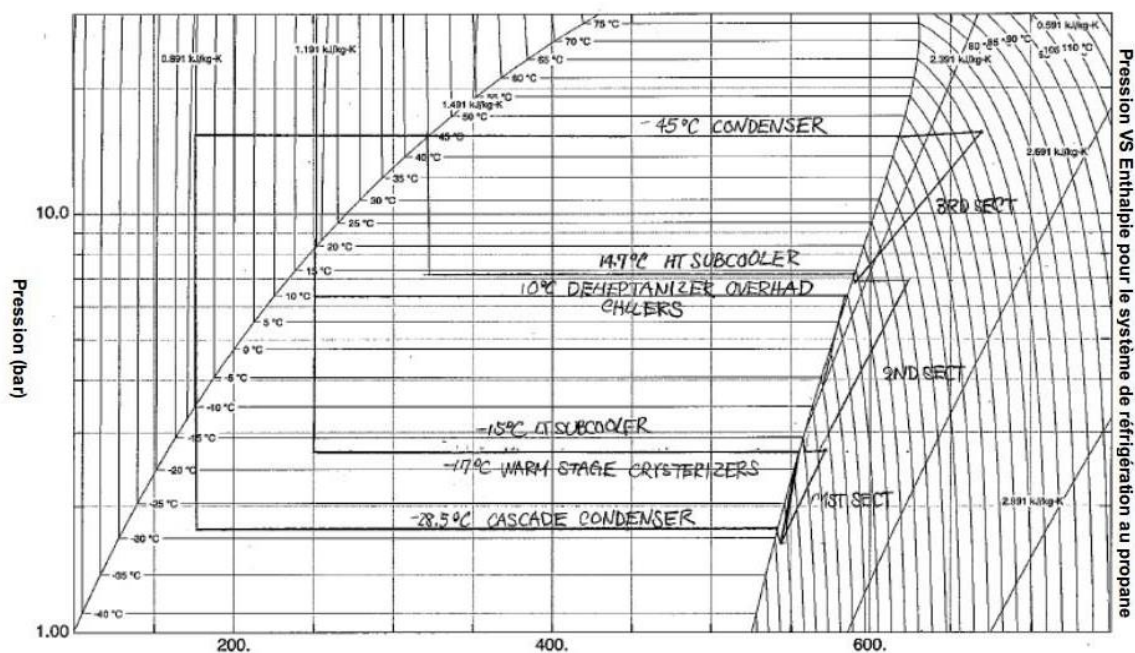 75 °C
0.591 kJ/kg-K
1.191 kJ/kg-K
70 °C
0.891 kJ/kg-K
65 °C
2.391 kJ/kg-K
60 °C
55 °C
1.491 kJ/kg-K
50 °C
-45°C CONDENSER
45 °C
40 °C
2.691 kJ/kg-K
35 °C
30 °C
3RD SECT
10.0
25 °C
20 °C
14.7°C HT SUBCOOLER
15 °C
10°C DEHEPTANIZER OVERHAD
10 °C
CHLLERS
5 °C
0 °C
2ND SECT
-5 °C
-10 °C
-15°C LT SUBCOOLER
-15 °C
-17°C WARM STAGE CRYSTERIZERS
-20 °C
1ST SECT
2.891 kJ/kg-K
-28.5°C CASCADE CONDENSER
-30 °C
-35 °C
-40 °C
1.00
200.
400.
600.
Pression (bar)
Pression VS Enthalpie pour le système de réfrigération au propane